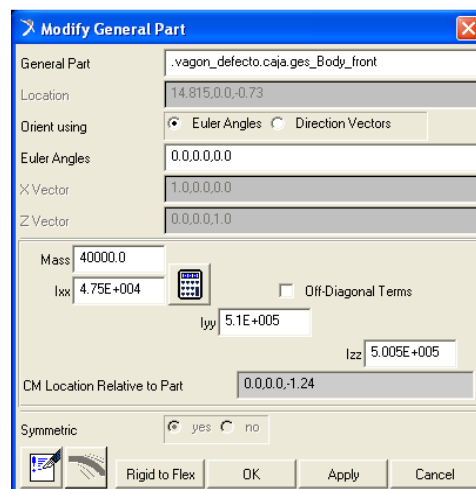 Modify General Part
General Part .vagon_defecto.caja.ges_Body_front
Location 14.815,0.0,-0.73
Orient using Euler Angles Direction Vectors
Euler Angles 0.0,0.0,0.0
X Vector 1.0,0.0,0.0
Z Vector 0.0,0.0,1.0
Mass 40000.0
Ixx 4.75E+004 Off-Diagonal Terms
Iyy 5.1E+005
Izz 5.005E+005
CM Location Relative to Part 0.0,0.0,-1.24
Symmetric yes no
Rigid to Flex OK Apply Cancel